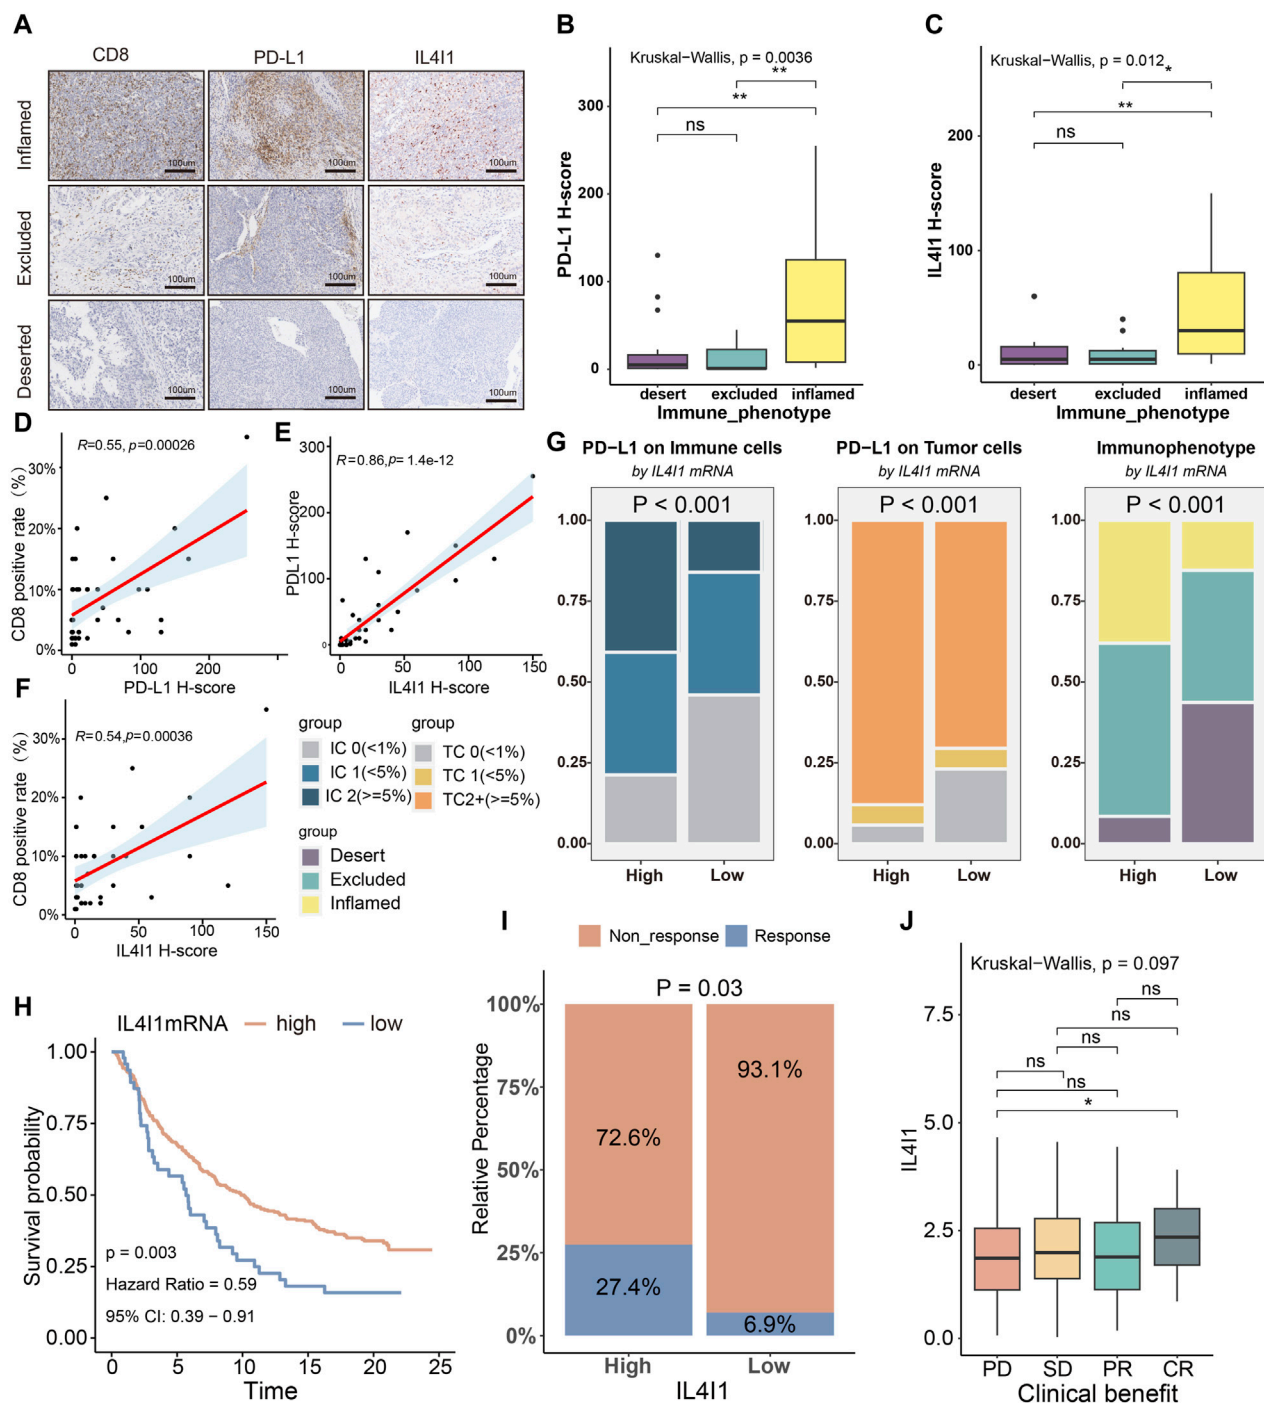 A
CD8
PD-L1
IL4I1
Inflamed
100um
100um
100um
Excluded
100um
100um
100um
Deserted
100um
100um
100um
B
Kruskal-Wallis, p = 0.0036
**
**
ns
PD-L1 H-score
300
200
100
0
desert
excluded
inflamed
Immune_phenotype
C
Kruskal-Wallis, p = 0.012
*
**
ns
IL4I1 H-score
200
100
0
desert
excluded
inflamed
Immune_phenotype
D
R=0.55, p=0.00026
CD8 positive rate (%)
30%
20%
10%
0%
0
100
200
PD-L1 H-score
E
R=0.86, p= 1.4e-12
PDL1 H-score
300
200
100
0
0
50
100
150
IL4I1 H-score
F
R=0.54, p=0.00036
CD8 positive rate (%)
30%
20%
10%
0%
0
50
100
150
IL4I1 H-score
group
IC 0(<1%)
IC 1(<5%)
IC 2(>=5%)
group
TC 0(<1%)
TC 1(<5%)
TC2+(>=5%)
group
Desert
Excluded
Inflamed
G
PD-L1 on Immune cells
by IL4I1 mRNA
P < 0.001
1.00
0.75
0.50
0.25
0.00
High
Low
PD-L1 on Tumor cells
by IL4I1 mRNA
P < 0.001
1.00
0.75
0.50
0.25
0.00
High
Low
Immunophenotype
by IL4I1 mRNA
P < 0.001
1.00
0.75
0.50
0.25
0.00
High
Low
H
IL4I1mRNA
high
low
Survival probability
1.00
0.75
0.50
0.25
0.00
p = 0.003
Hazard Ratio = 0.59
95% CI: 0.39 - 0.91
0
5
10
15
20
25
Time
I
Non_response
Response
P = 0.03
Relative Percentage
100%
75%
50%
25%
0%
72.6%
27.4%
93.1%
6.9%
High
Low
IL4I1
J
Kruskal-Wallis, p = 0.097
ns
ns
ns
ns
ns
*
IL4I1
7.5
5.0
2.5
0.0
PD
SD
PR
CR
Clinical benefit